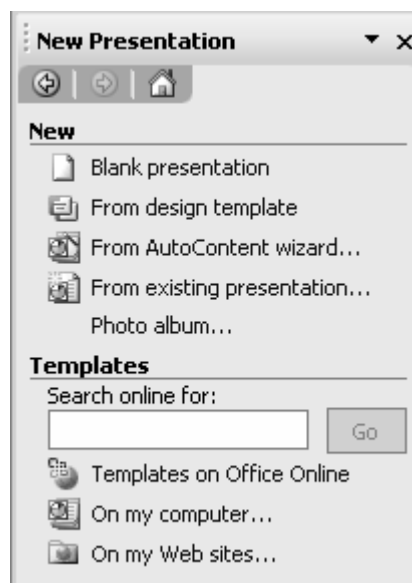 New Presentation
New
Blank presentation
From design template
From AutoContent wizard...
From existing presentation...
Photo album...
Templates
Search online for:
Go
Templates on Office Online
On my computer...
On my Web sites...